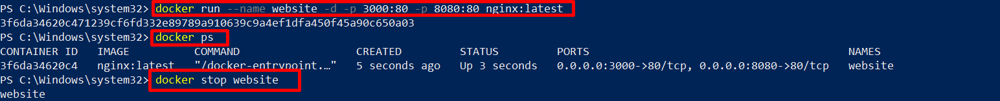 PS C:\Windows\system32> docker run --name website -d -p 3000:80 -p 8080:80 nginx:latest
3f6da34620c471239cf6fd332e89789a910639c9a4ef1dfa450f45a90c650a03
PS C:\Windows\system32> docker ps
CONTAINER ID   IMAGE          COMMAND                  CREATED         STATUS         PORTS                                        NAMES
3f6da34620c4   nginx:latest   "/docker-entrypoint.…"   5 seconds ago   Up 3 seconds   0.0.0.0:3000->80/tcp, 0.0.0.0:8080->80/tcp   website
PS C:\Windows\system32> docker stop website
website